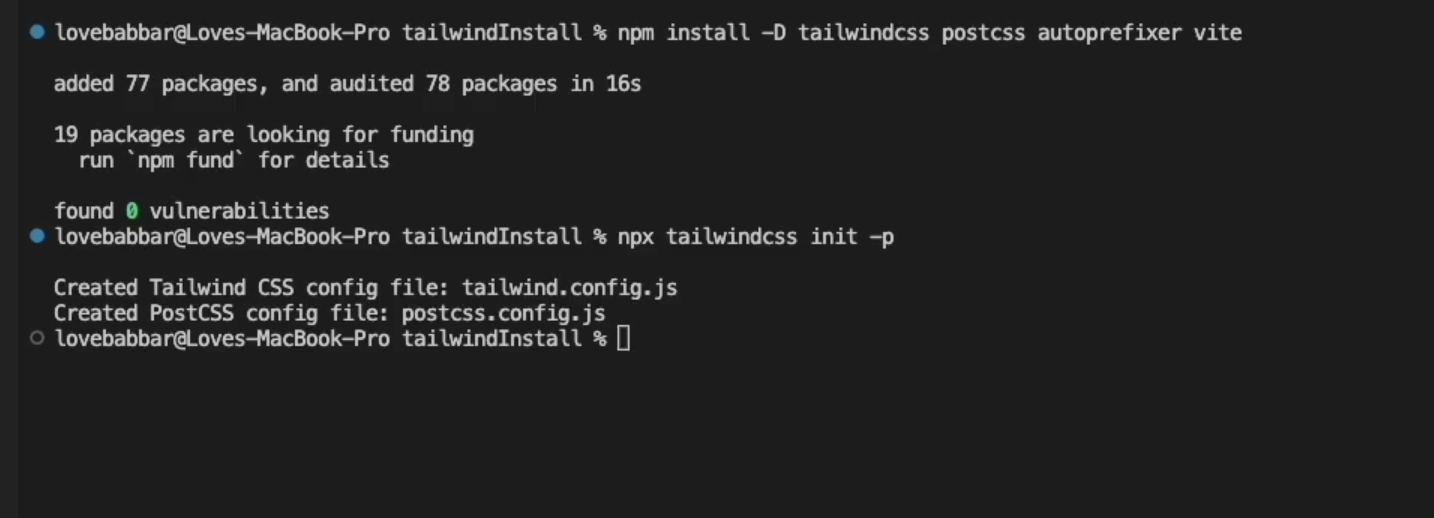 lovebabbar@Loves-MacBook-Pro tailwindInstall % npm install -D tailwindcss postcss autoprefixer vite
added 77 packages, and audited 78 packages in 16s
19 packages are looking for funding
run `npm fund` for details
found 0 vulnerabilities
lovebabbar@Loves-MacBook-Pro tailwindInstall % npx tailwindcss init -p
Created Tailwind CSS config file: tailwind.config.js
Created PostCSS config file: postcss.config.js
lovebabbar@Loves-MacBook-Pro tailwindInstall %